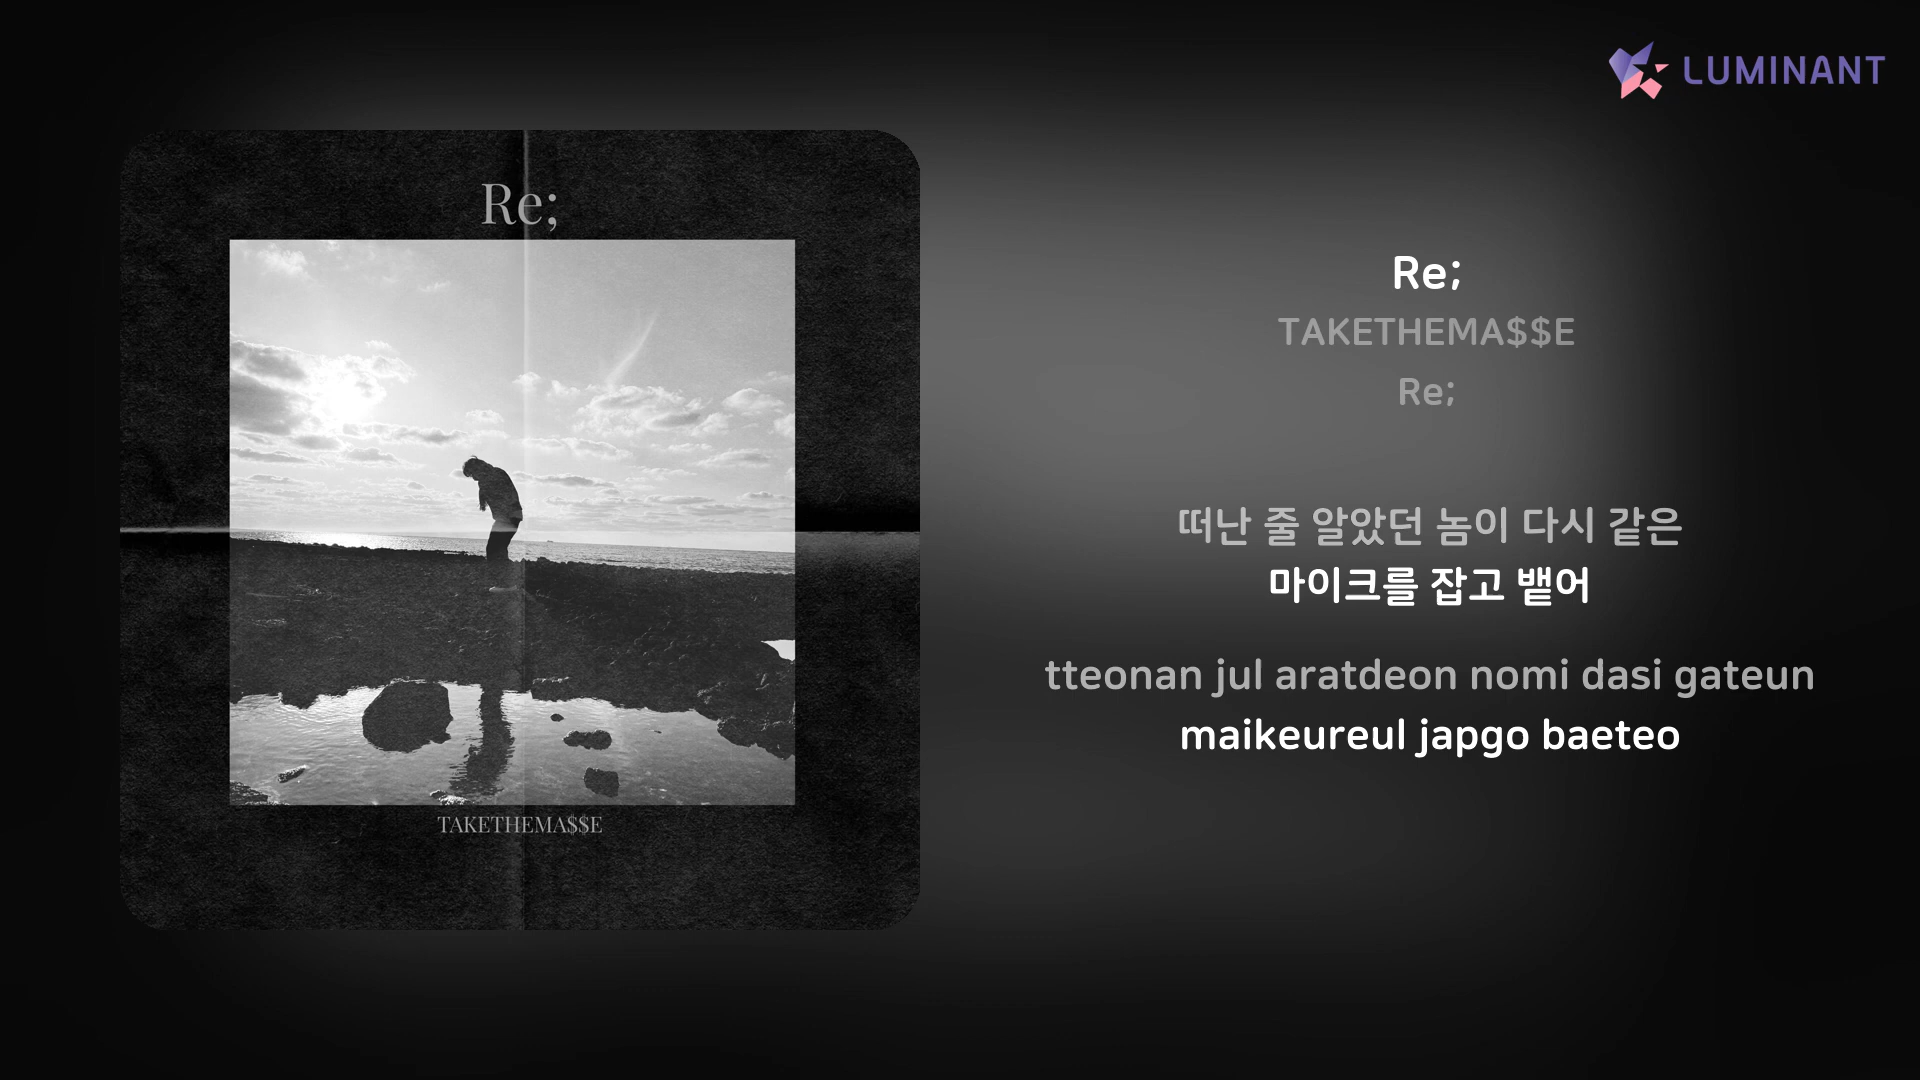 LUMINANT
Re;
TAKETHEMA$$E
Re;
TAKETHEMA$$E
Re;
떠난 줄 알았던 놈이 다시 같은
마이크를 잡고 뱉어
tteonan jul aratdeon nomi dasi gateun
maikeureul japgo baeteo